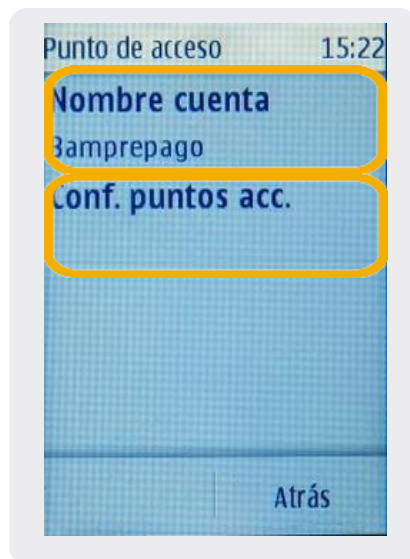 Punto de acceso 15:22
Nombre cuenta
Bamprepago
Conf. puntos acc.
Atrás